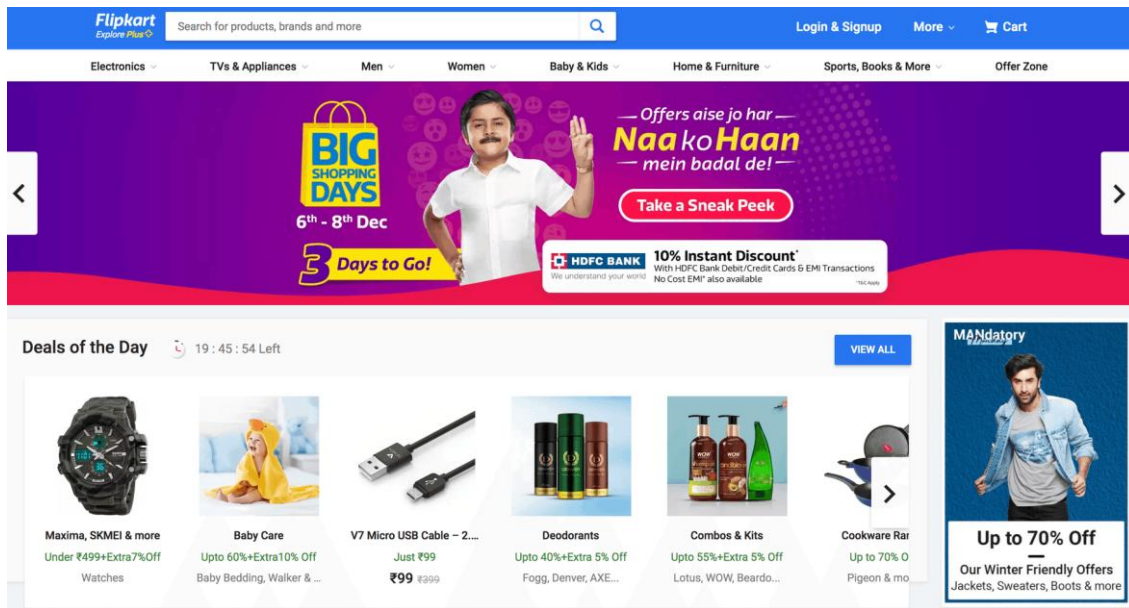 Flipkart
Explore Plus
Search for products, brands and more
Login & Signup
More
Cart
Electronics
TVs & Appliances
Men
Women
Baby & Kids
Home & Furniture
Sports, Books & More
Offer Zone
BIG
SHOPPING
DAYS
6th - 8th Dec
3 Days to Go!
Offers aise jo har
Naa ko Haan
mein badal de!
Take a Sneak Peek
HDFC BANK
We understand your world
10% Instant Discount*
With HDFC Bank Debit/Credit Cards & EMI Transactions
No Cost EMI* also available
*T&C Apply
Deals of the Day
19 : 45 : 54 Left
VIEW ALL
Maxima, SKMEI & more
Under ₹499+Extra7%Off
Watches
Baby Care
Upto 60%+Extra10% Off
Baby Bedding, Walker & ...
V7 Micro USB Cable – 2....
Just ₹99
₹99 ₹399
Deodorants
Upto 40%+Extra 5% Off
Fogg, Denver, AXE...
WOW
WOW
Combos & Kits
Upto 55%+Extra 5% Off
Lotus, WOW, Beardo...
Cookware Ran
Up to 70% O
Pigeon & mo
MANdatory
Up to 70% Off
Our Winter Friendly Offers
Jackets, Sweaters, Boots & more